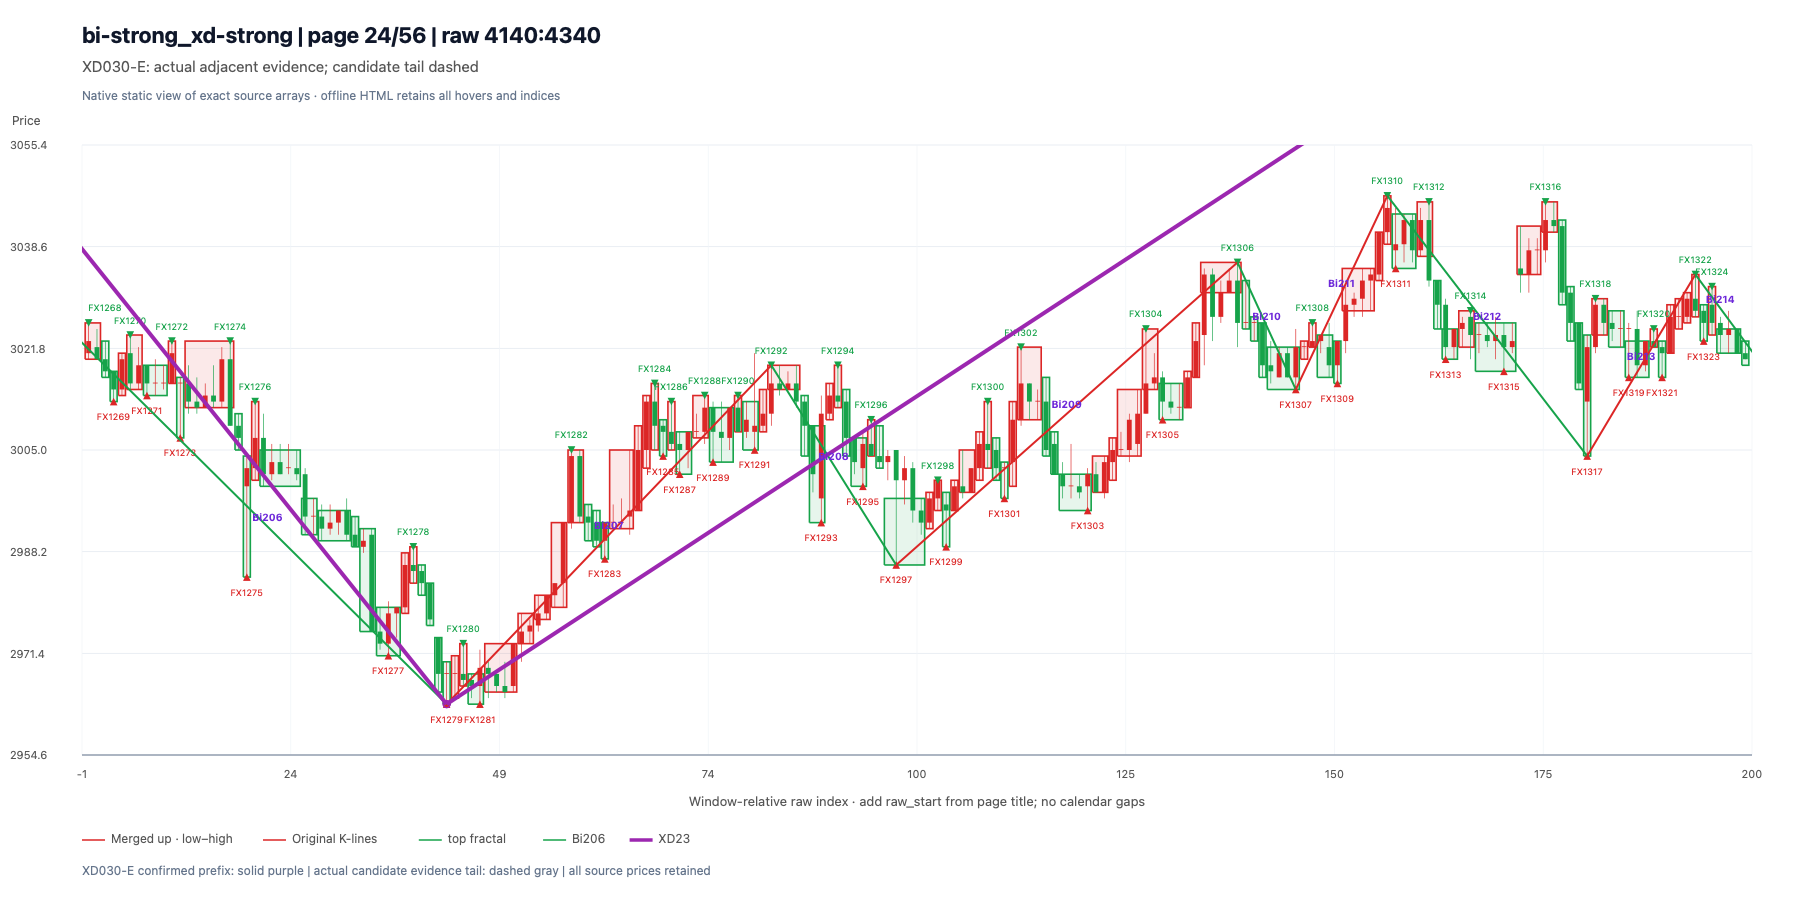 bi-strong_xd-strong | page 24/56 | raw 4140:4340
XD030-E: actual adjacent evidence; candidate tail dashed
Native static view of exact source arrays · offline HTML retains all hovers and indices
Price
3055.4
3038.6
3021.8
3005.0
2988.2
2971.4
2954.6
FX1310
FX1312
FX1316
FX1306
FX1322
FX1324
FX1311
Bi211
FX1318
FX1314
Bi214
FX1268
FX1270
FX1272
FX1274
FX1304
FX1308
Bi210
Bi212
FX1320
FX1302
FX1292
FX1294
Bi213
FX1323
FX1284
FX1286
FX1288
FX1290
FX1276
FX1300
FX1313
FX1315
FX1319
FX1321
FX1269
FX1271
FX1296
Bi209
FX1307
FX1309
FX1282
FX1305
FX1273
Bi208
FX1291
FX1298
FX1287
FX1289
FX1317
FX1295
FX1301
Bi206
Bi207
FX1303
FX1278
FX1293
FX1299
FX1283
FX1297
FX1275
FX1280
FX1277
FX1279
FX1281
-1
24
49
74
100
125
150
175
200
Window-relative raw index · add raw_start from page title; no calendar gaps
Merged up · low–high
Original K-lines
top fractal
Bi206
XD23
XD030-E confirmed prefix: solid purple | actual candidate evidence tail: dashed gray | all source prices retained